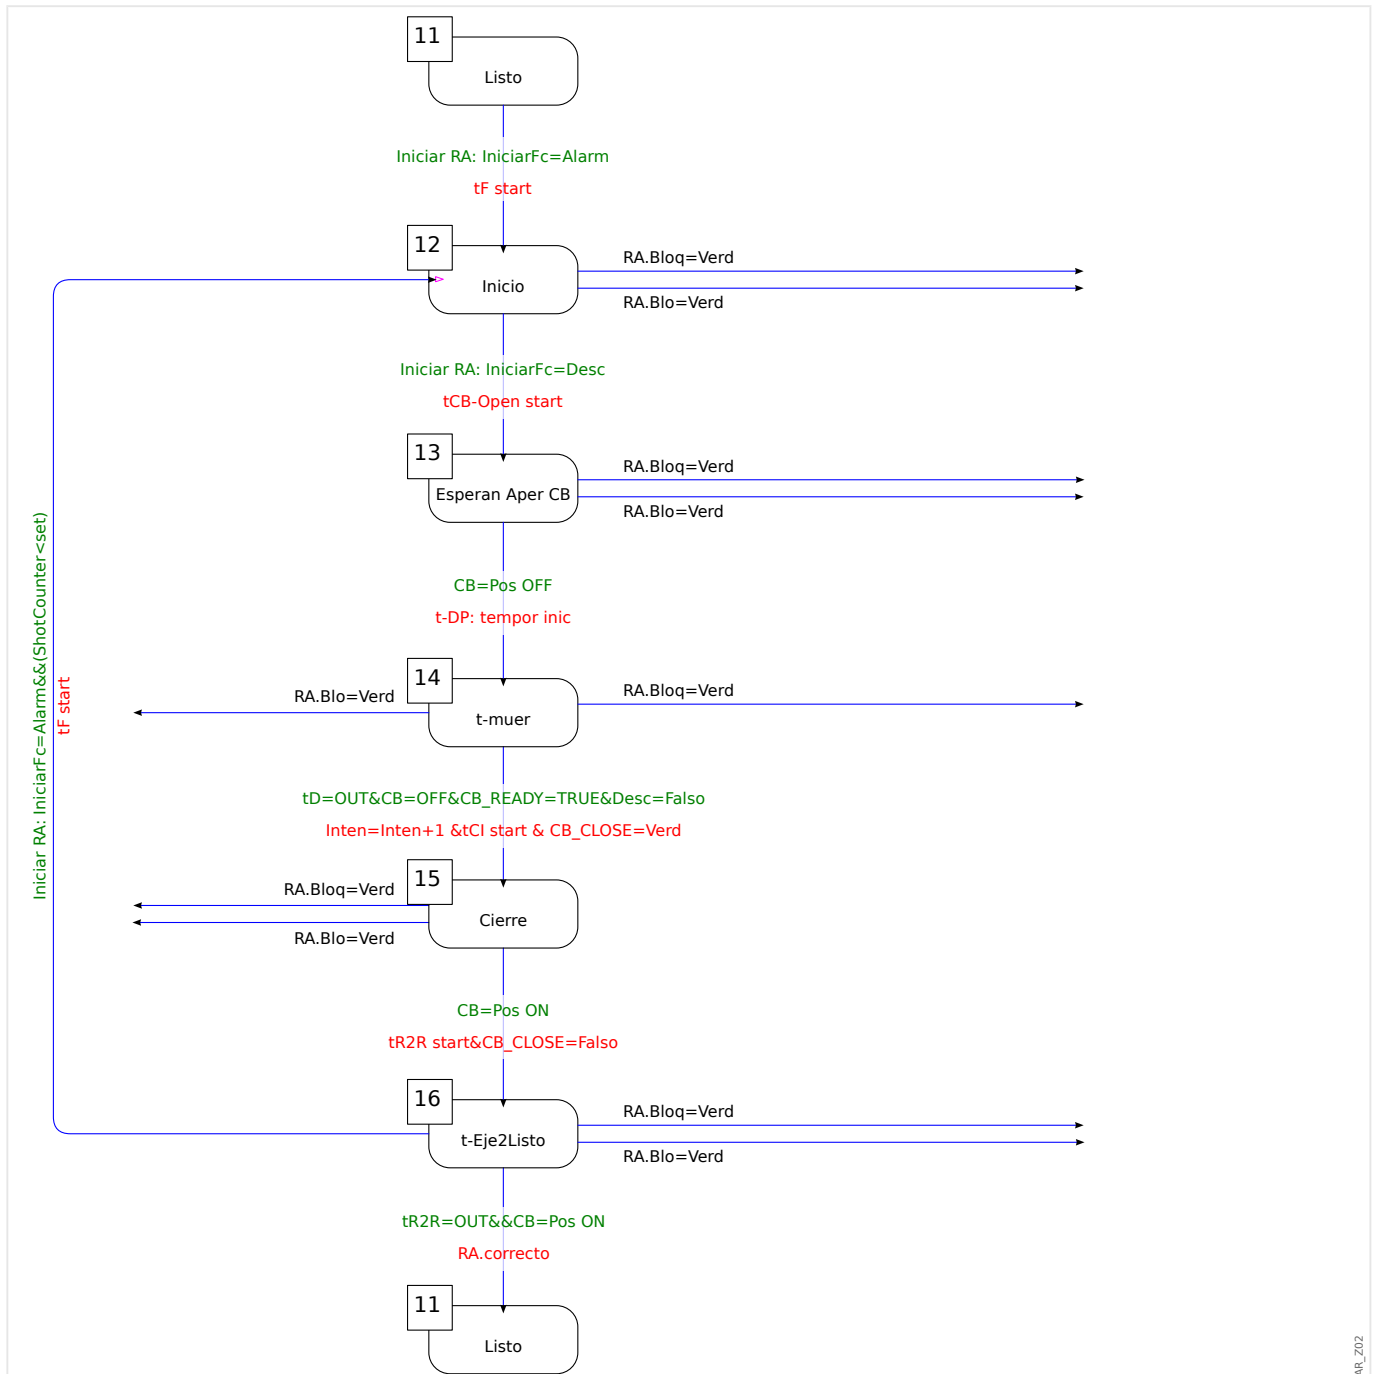 11
Listo
Iniciar RA: IniciarFc=Alarm
tF start
12
Inicio
RA.Bloq=Verd
RA.Blo=Verd
Iniciar RA: IniciarFc=Desc
tCB-Open start
13
Esperan Aper CB
RA.Bloq=Verd
RA.Blo=Verd
Iniciar RA: IniciarFc=Alarm&&(ShotCounter<set)
tF start
CB=Pos OFF
t-DP: tempor inic
14
t-muer
RA.Blo=Verd
RA.Bloq=Verd
tD=OUT&CB=OFF&CB_READY=TRUE&Desc=Falso
Inten=Inten+1 &tCI start & CB_CLOSE=Verd
15
Cierre
RA.Bloq=Verd
RA.Blo=Verd
CB=Pos ON
tR2R start&CB_CLOSE=Falso
16
t-Eje2Listo
RA.Bloq=Verd
RA.Blo=Verd
tR2R=OUT&&CB=Pos ON
RA.correcto
11
Listo
AR_Z02